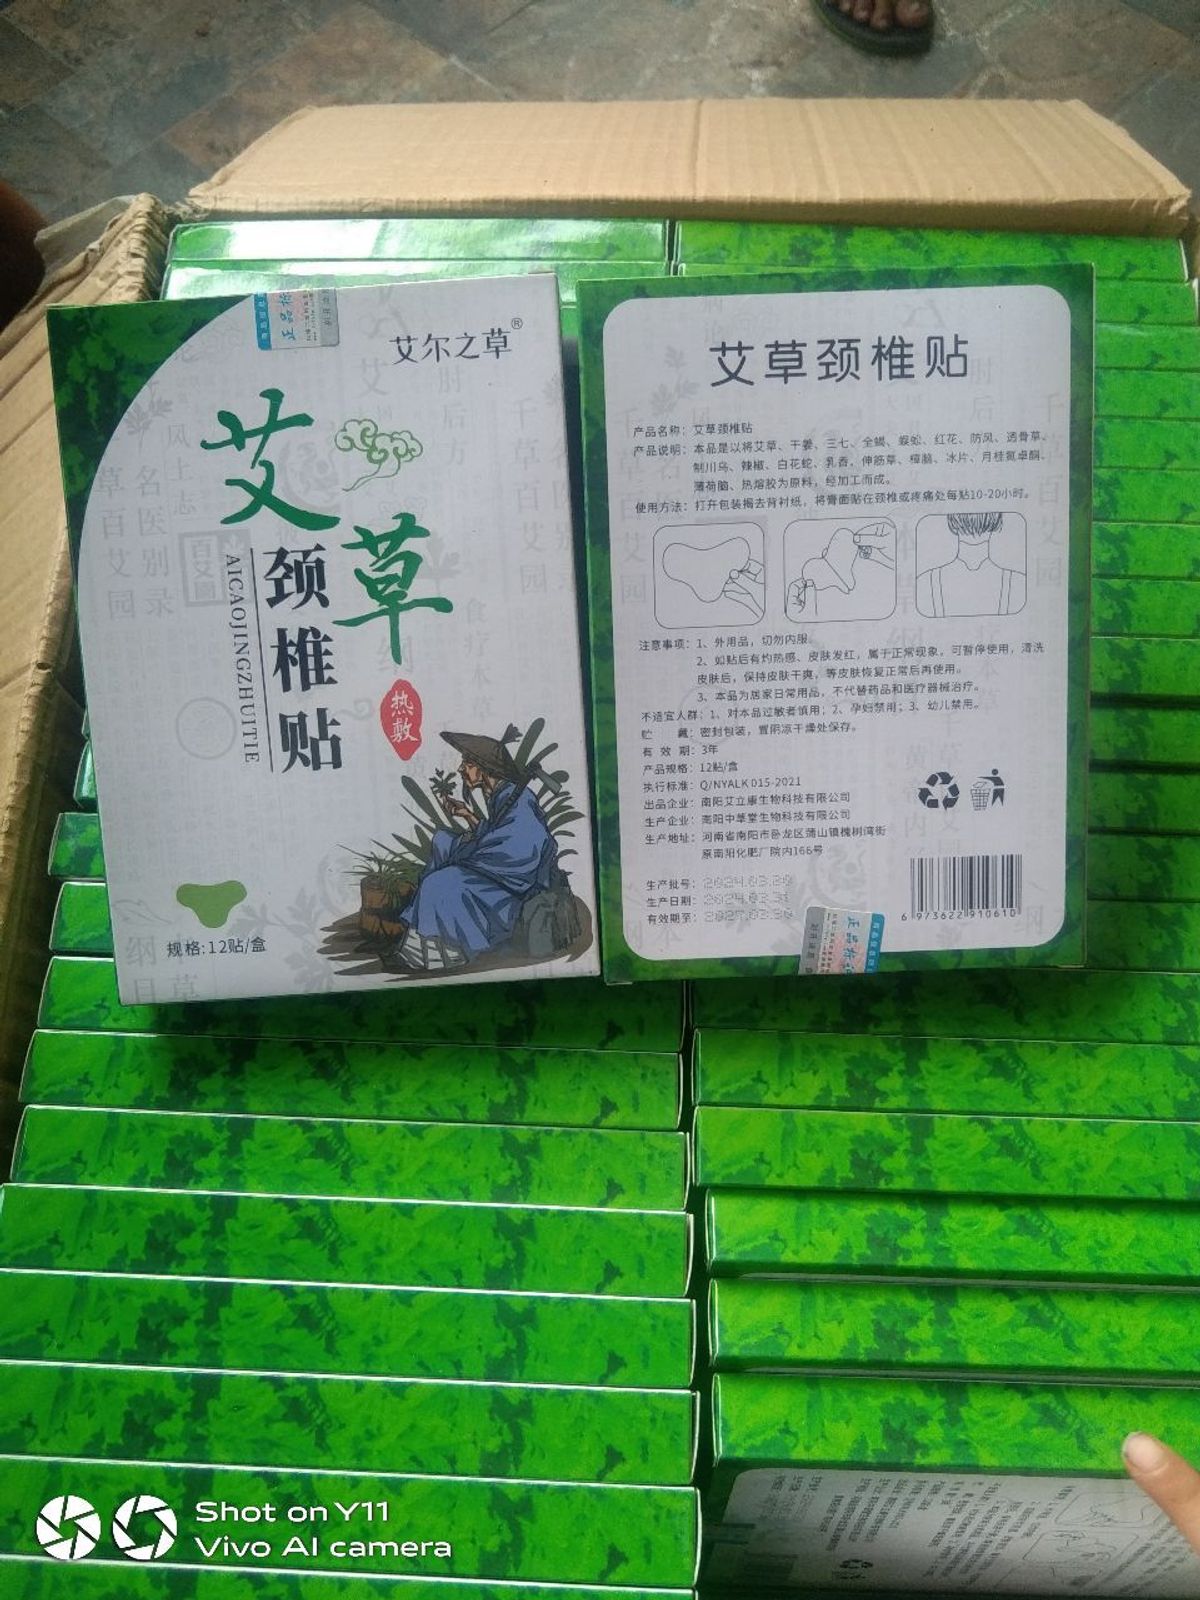 正品
艾尔之草®
艾草
颈椎贴
AICAOJINGZHUITIE
热敷
规格:12贴/盒
艾草颈椎贴
产品名称：艾草颈椎贴
产品说明：本品是以将艾草、干姜、三七、全蝎、蜈蚣、红花、防风、透骨草、
制川乌、辣椒、白花蛇、乳香、伸筋草、樟脑、冰片、月桂氮卓酮、
薄荷脑、热熔胶为原料，经加工而成。
使用方法：打开包装揭去背衬纸，将膏面贴在颈椎或疼痛处每贴10-20小时。
注意事项：1、外用品，切勿内服。
2、如贴后有灼热感、皮肤发红，属于正常现象，可暂停使用，清洗
皮肤后，保持皮肤干爽，等皮肤恢复正常后再使用。
3、本品为居家日常用品，不代替药品和医疗器械治疗。
不适宜人群：1、对本品过敏者慎用；2、孕妇禁用；3、幼儿禁用。
贮 藏：密封包装，置阴凉干燥处保存。
有 效 期：3年
产品规格：12贴/盒
执行标准：Q/NYALK 015-2021
出品企业：南阳艾立康生物科技有限公司
生产企业：南阳中草堂生物科技有限公司
生产地址：河南省南阳市卧龙区蒲山镇槐树湾街
原南阳化肥厂院内166号
生产批号：
生产日期：
有效期至：
6 973622 910610
正品
Shot on Y11
Vivo AI camera